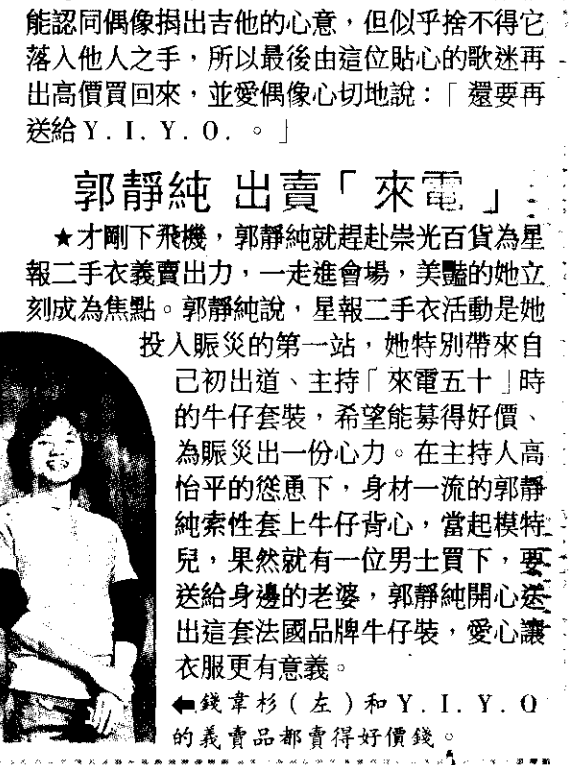 能認同偶像捐出吉他的心意，但似乎捨不得它
落入他人之手，所以最後由這位貼心的歌迷再
出高價買回來，並愛偶像心切地說：「還要再
送給Y.I.Y.O.。」
郭靜純 出賣「來電」
★才剛下飛機，郭靜純就趕赴崇光百貨為星
報二手衣義賣出力，一走進會場，美豔的她立
刻成為焦點。郭靜純說，星報二手衣活動是她
投入賑災的第一站，她特別帶來自
己初出道、主持「來電五十」時
的牛仔套裝，希望能募得好價、
為賑災出一份心力。在主持人高
怡平的慫恿下，身材一流的郭靜
純索性套上牛仔背心，當起模特
兒，果然就有一位男士買下，要
送給身邊的老婆，郭靜純開心送
出這套法國品牌牛仔裝，愛心讓
衣服更有意義。
⬅錢韋杉（左）和Y.I.Y.O
的義賣品都賣得好價錢。